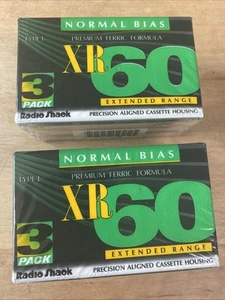 NORMAL BIAS
TYPE I
PREMIUM FERRIC FORMULA
XR60
3
PACK
EXTENDED RANGE
Radio Shack
PRECISION ALIGNED CASSETTE HOUSING
NORMAL BIAS
TYPE I
PREMIUM FERRIC FORMULA
XR60
3
PACK
EXTENDED RANGE
Radio Shack
PRECISION ALIGNED CASSETTE HOUSING